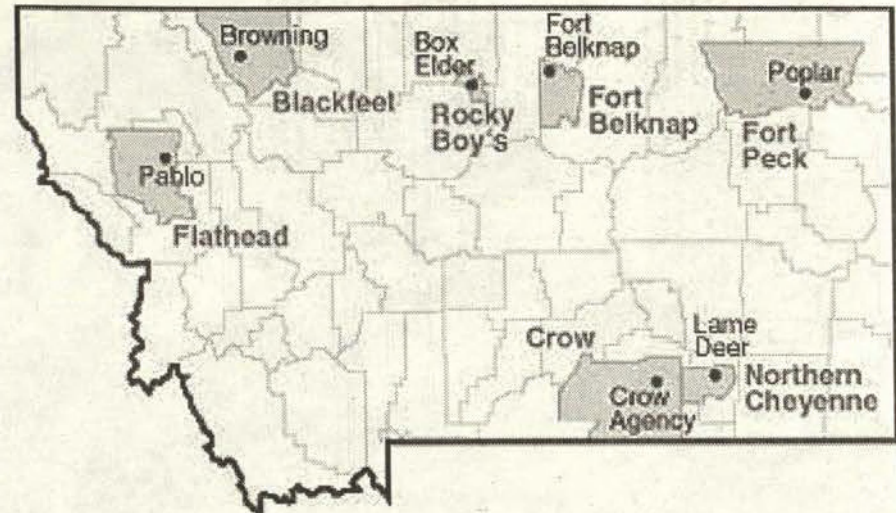 Browning
Blackfeet
Box
Elder
Rocky
Boy's
Fort
Belknap
Fort
Belknap
Poplar
Fort
Peck
Pablo
Flathead
Crow
Crow
Agency
Lame
Deer
Northern
Cheyenne